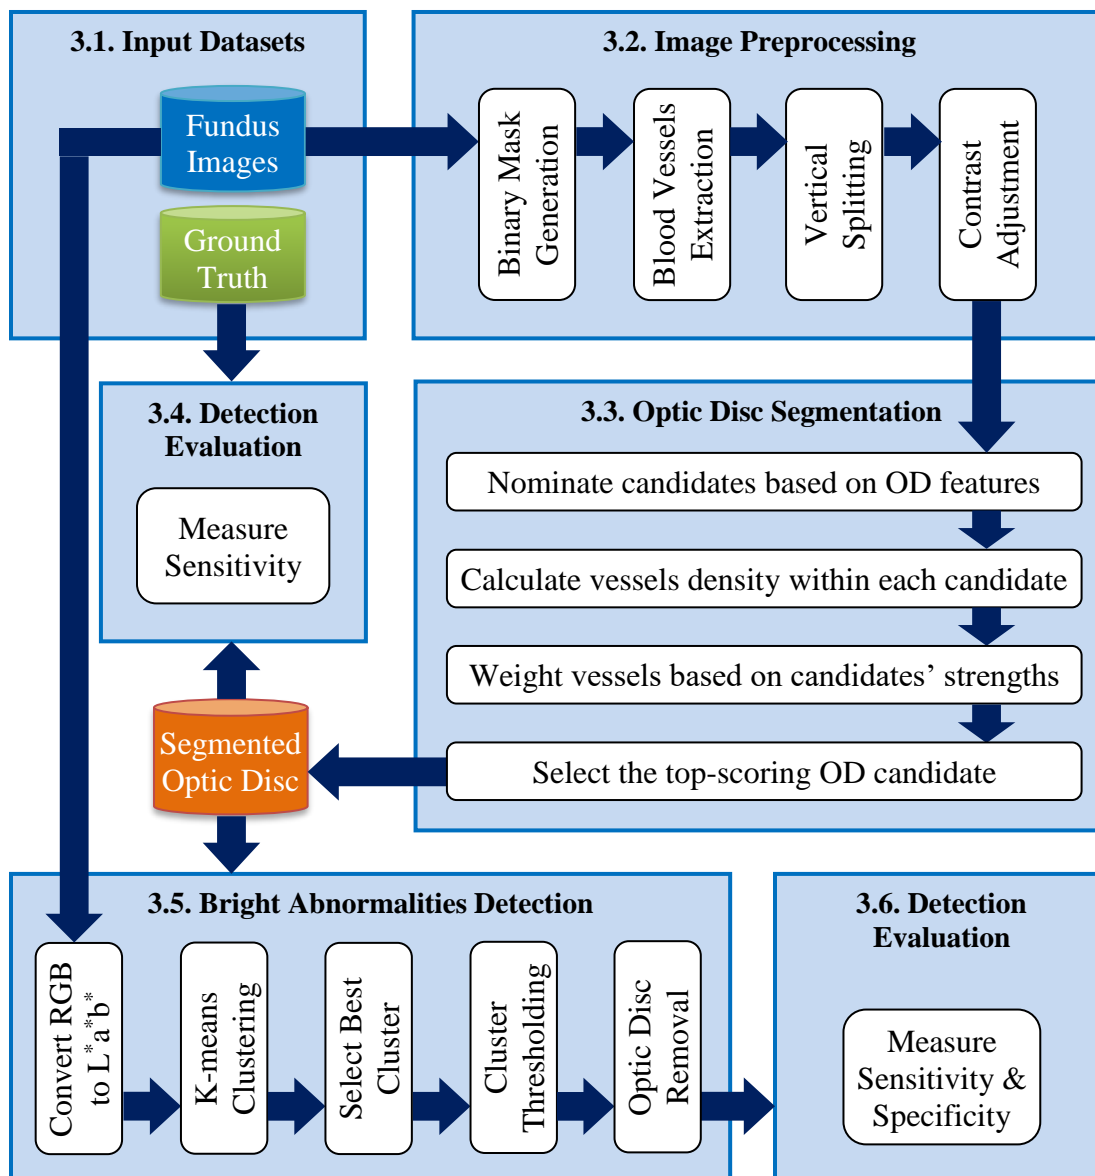 3.1. Input Datasets
Fundus
Images
Ground
Truth
3.2. Image Preprocessing
Binary Mask
Generation
Blood Vessels
Extraction
Vertical
Splitting
Contrast
Adjustment
3.3. Optic Disc Segmentation
Nominate candidates based on OD features
Calculate vessels density within each candidate
Weight vessels based on candidates’ strengths
Select the top-scoring OD candidate
3.4. Detection
Evaluation
Measure
Sensitivity
Segmented
Optic Disc
3.5. Bright Abnormalities Detection
Convert RGB
to L*a*b*
K-means
Clustering
Select Best
Cluster
Cluster
Thresholding
Optic Disc
Removal
3.6. Detection
Evaluation
Measure
Sensitivity &
Specificity